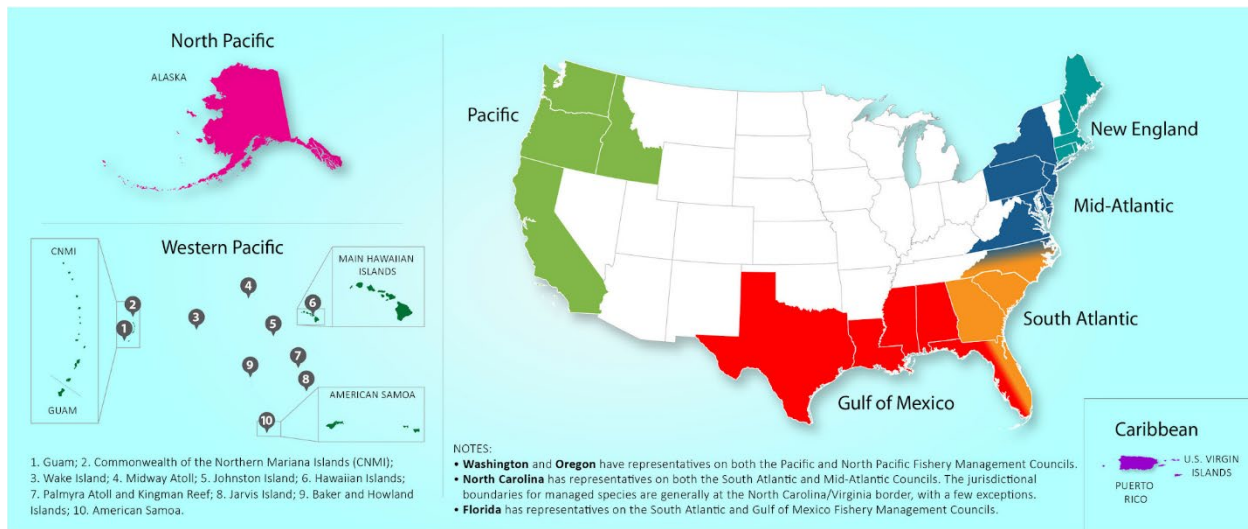 North Pacific
ALASKA
Western Pacific
CNMI
GUAM
2
1
3
4
5
6
7
8
9
10
MAIN HAWAIIAN
ISLANDS
AMERICAN SAMOA
1. Guam; 2. Commonwealth of the Northern Mariana Islands (CNMI);
3. Wake Island; 4. Midway Atoll; 5. Johnston Island; 6. Hawaiian Islands;
7. Palmyra Atoll and Kingman Reef; 8. Jarvis Island; 9. Baker and Howland
Islands; 10. American Samoa.
Pacific
New England
Mid-Atlantic
South Atlantic
Gulf of Mexico
Caribbean
U.S. VIRGIN
ISLANDS
PUERTO
RICO
NOTES:
• Washington and Oregon have representatives on both the Pacific and North Pacific Fishery Management Councils.
• North Carolina has representatives on both the South Atlantic and Mid-Atlantic Councils. The jurisdictional
boundaries for managed species are generally at the North Carolina/Virginia border, with a few exceptions.
• Florida has representatives on the South Atlantic and Gulf of Mexico Fishery Management Councils.